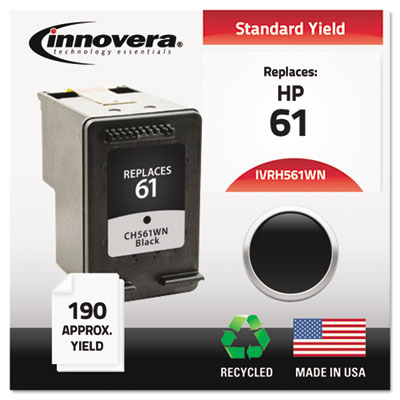 innovera®
technology essentials
Standard Yield
Replaces:
HP
61
IVRH561WN
REPLACES
61
CH561WN
Black
190
APPROX.
YIELD
RECYCLED
MADE IN USA